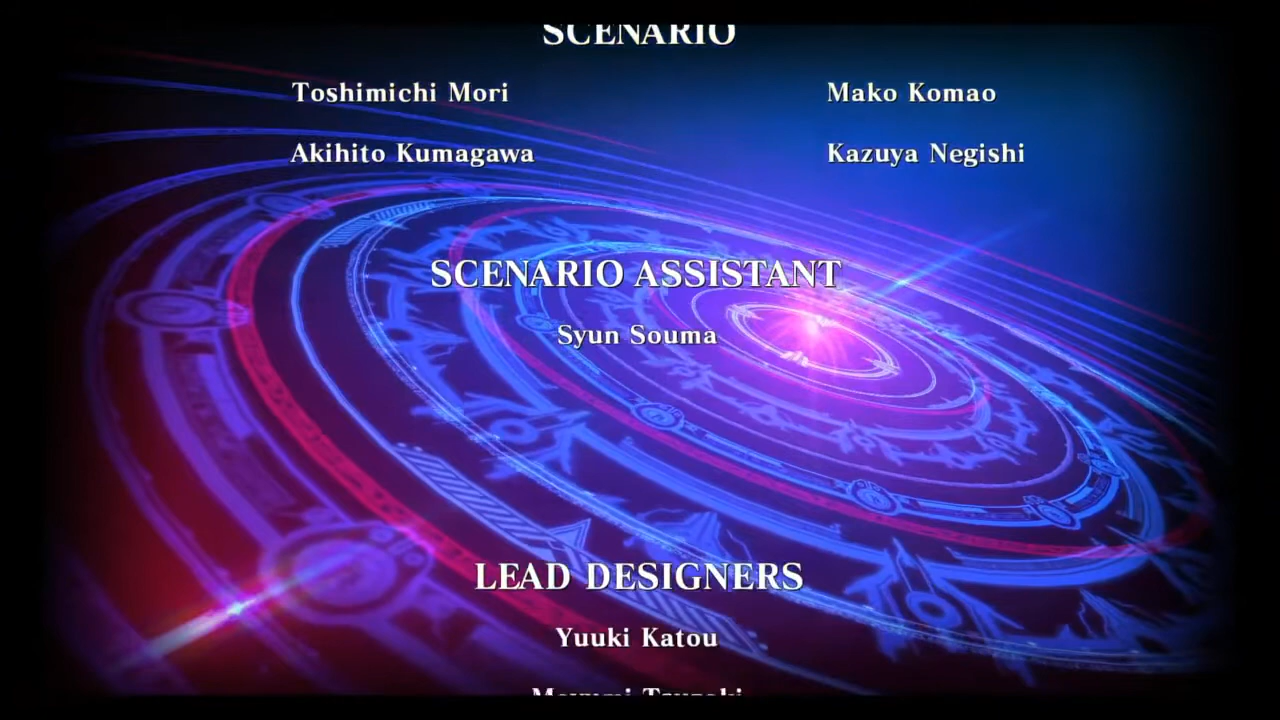 SCENARIO
Toshimichi Mori Mako Komao
Akihito Kumagawa Kazuya Negishi
SCENARIO ASSISTANT
Syun Souma
LEAD DESIGNERS
Yuuki Katou